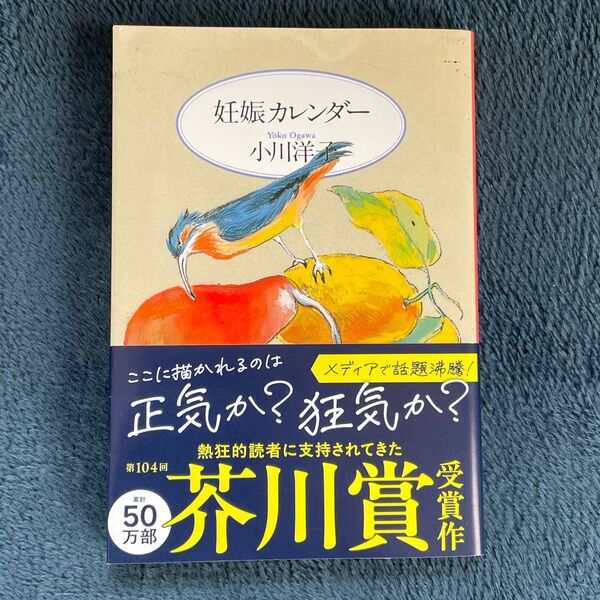 妊娠カレンダー
Yōko Ogawa
小川洋子
ここに描かれるのは
メディアで話題沸騰!
正気か?狂気か?
熱狂的読者に支持されてきた
第104回
芥川賞
受賞作
累計
50
万部